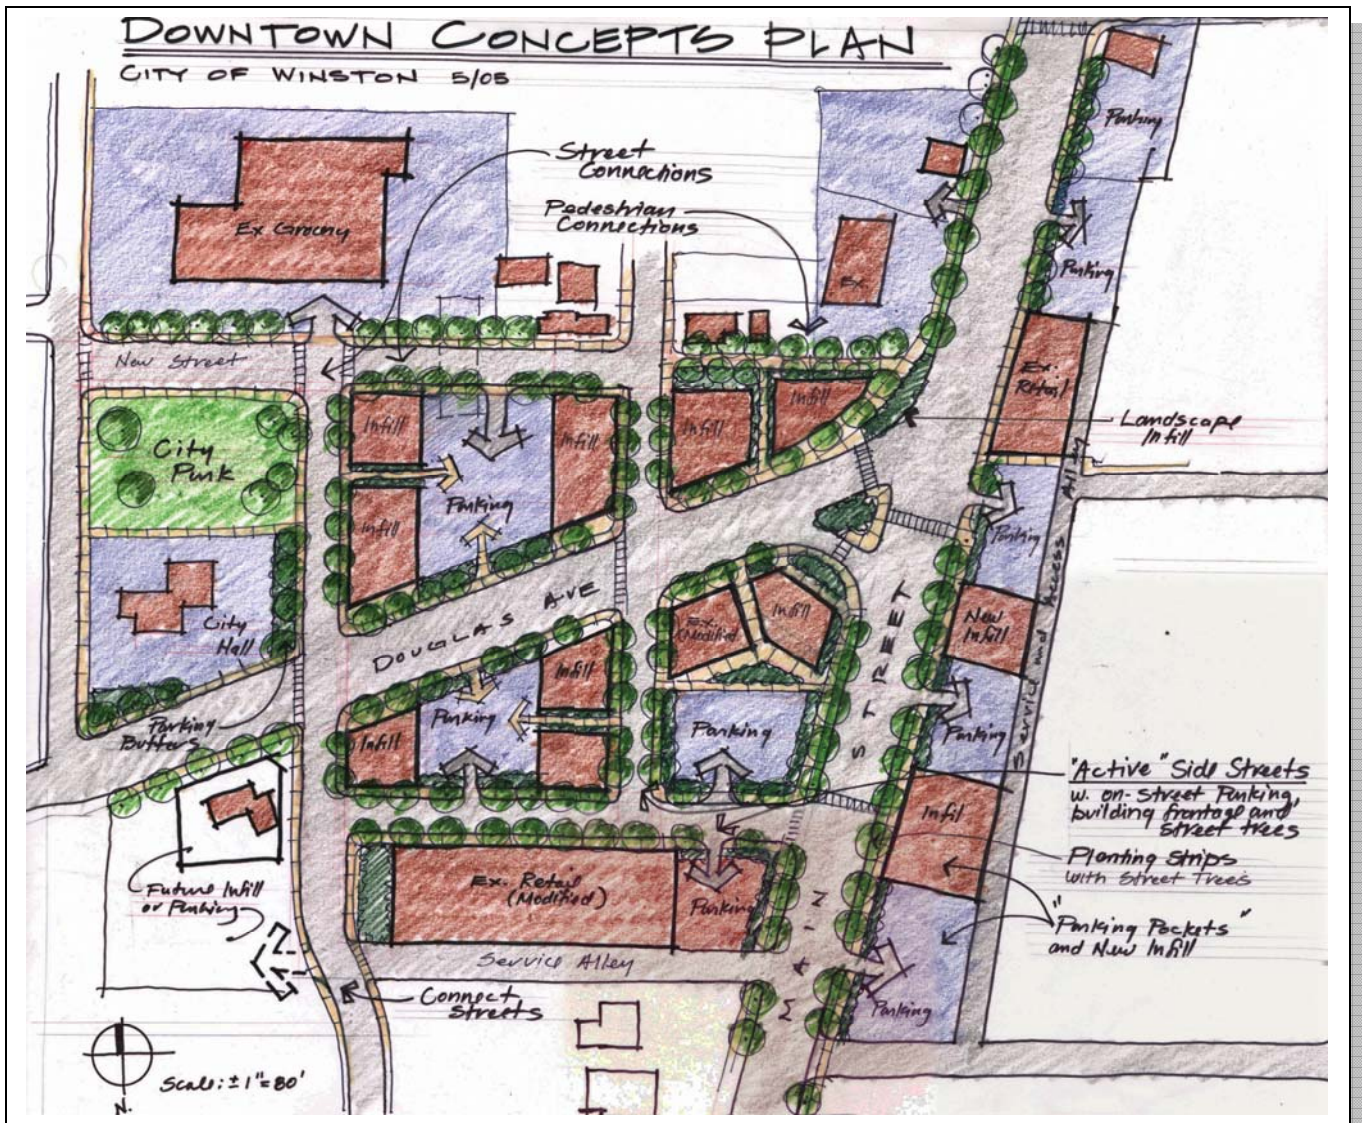 DOWNTOWN CONCEPTS PLAN
CITY OF WINSTON 5/05
Parking
Street
Connections
Pedestrian
Connections
Ex Grocery
Ex.
Parking
New Street
Ex.
Retail
Infill
Infill
Infill
Infill
Landscape
Infill
City
Park
Parking
Infill
Parking
Service and Access Alley
DOUGLAS AVE
City
Hall
Ex.
(Modified)
Infill
New
Infill
MAIN STREET
Infill
Parking
Parking
Buffers
Infill
Parking
Parking
"Active" Side Streets
w. on-street Parking,
building frontage and
street trees
Infil
Planting Strips
with Street Trees
Ex. Retail
(Modified)
Parking
Future Infill
or Parking
"Parking Pockets"
and New Infill
Service Alley
Connect
Streets
Parking
Scale: ± 1"=80'
N.